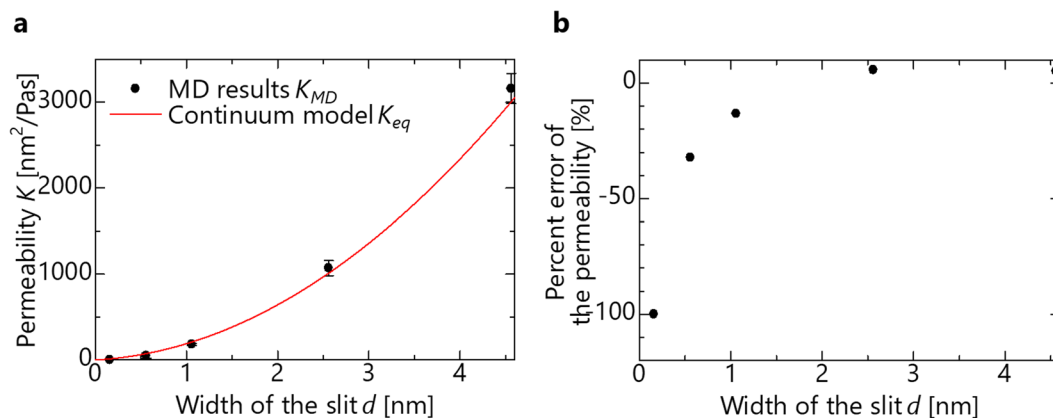 a
Permeability K [nm²/Pas]
3000
2000
1000
0
MD results K_MD
Continuum model K_eq
0 1 2 3 4
Width of the slit d [nm]
b
Percent error of
the permeability [%]
0
-50
-100
0 1 2 3 4
Width of the slit d [nm]